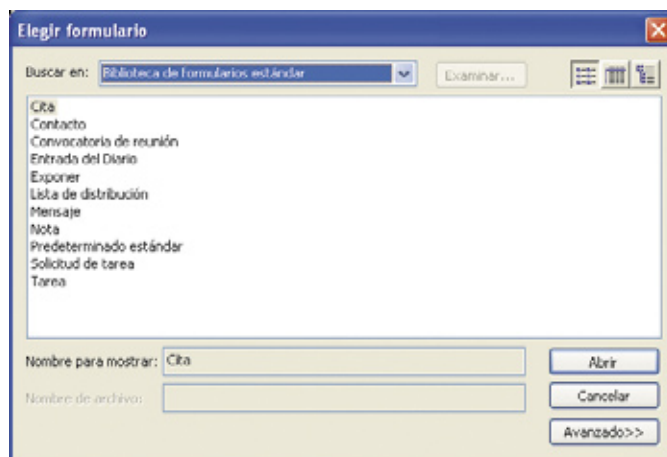 Elegir formulario
Buscar en: Biblioteca de formularios estándar Examinar...
Cita
Contacto
Convocatoria de reunión
Entrada del Diario
Exponer
Lista de distribución
Mensaje
Nota
Predeterminado estándar
Solicitud de tarea
Tarea
Nombre para mostrar: Cita Abrir
Nombre de archivo: Cancelar
Avanzado>>